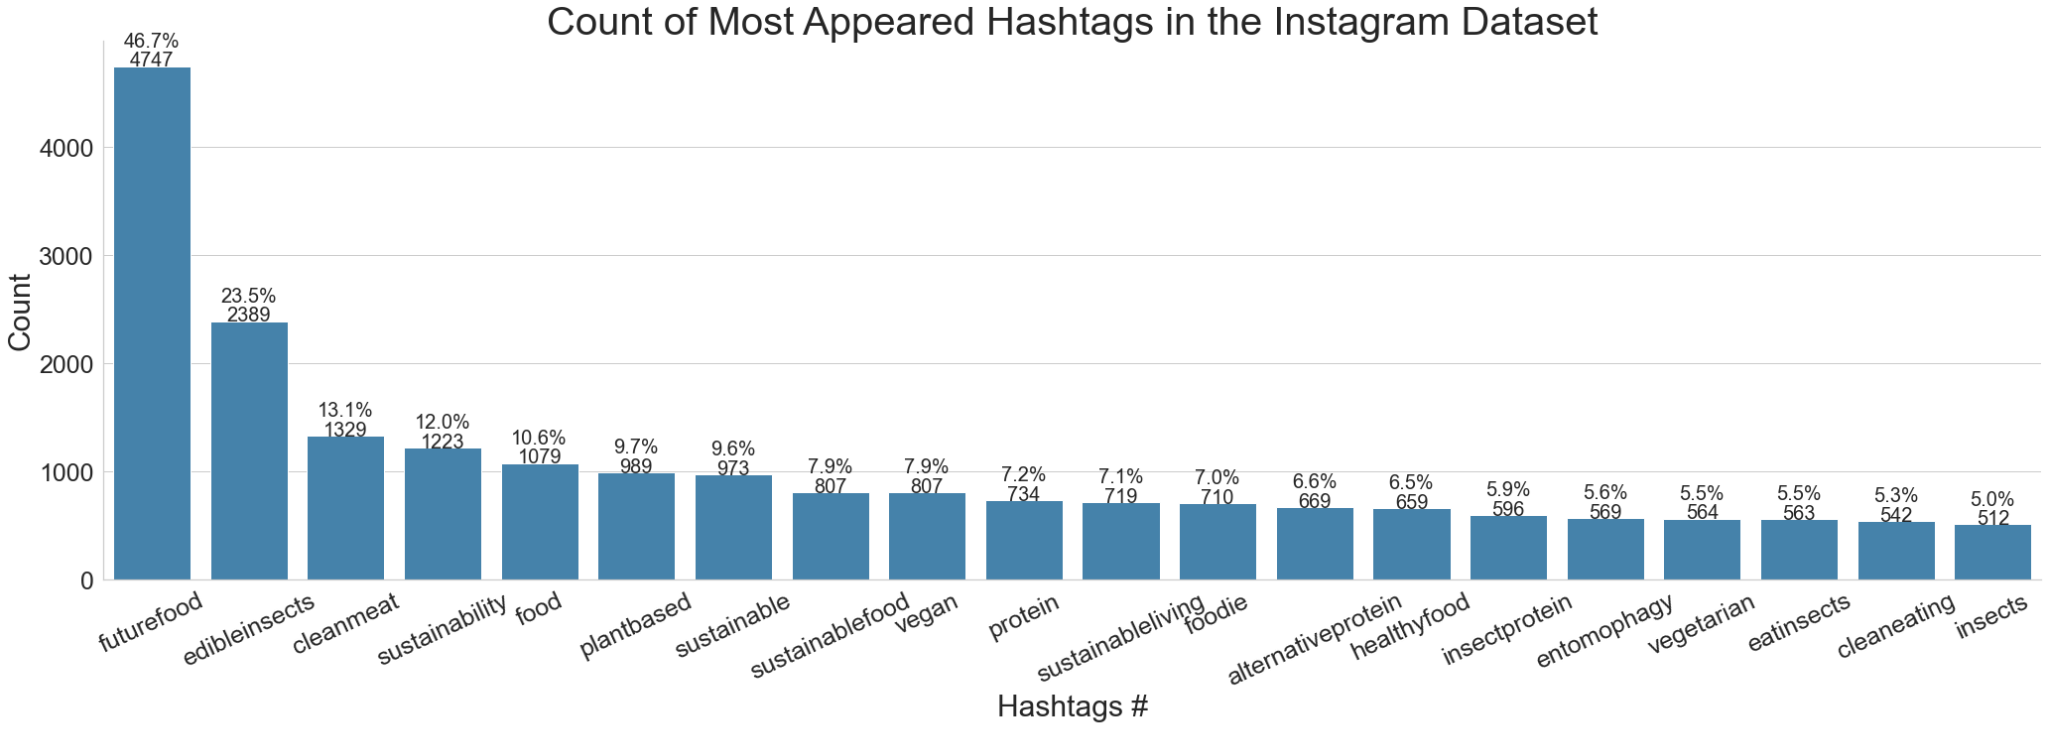 Count of Most Appeared Hashtags in the Instagram Dataset
Count
4000
3000
2000
1000
0
46.7%
4747
23.5%
2389
13.1%
1329
12.0%
1223
10.6%
1079
9.7%
989
9.6%
973
7.9%
807
7.9%
807
7.2%
734
7.1%
719
7.0%
710
6.6%
669
6.5%
659
5.9%
596
5.6%
569
5.5%
564
5.5%
563
5.3%
542
5.0%
512
futurefood
edibleinsects
cleanmeat
sustainability
food
plantbased
sustainable
sustainablefood
vegan
protein
sustainableliving
foodie
alternativeprotein
healthyfood
insectprotein
entomophagy
vegetarian
eatinsects
cleaneating
insects
Hashtags #